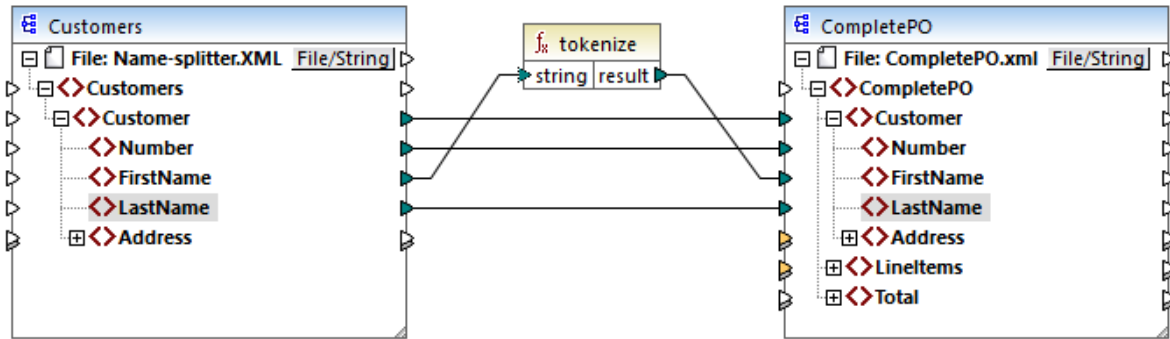 Customers
File: Name-splitter.XML File/String
Customers
Customer
Number
FirstName
LastName
Address
fx tokenize
string result
CompletePO
File: CompletePO.xml File/String
CompletePO
Customer
Number
FirstName
LastName
Address
LineItems
Total